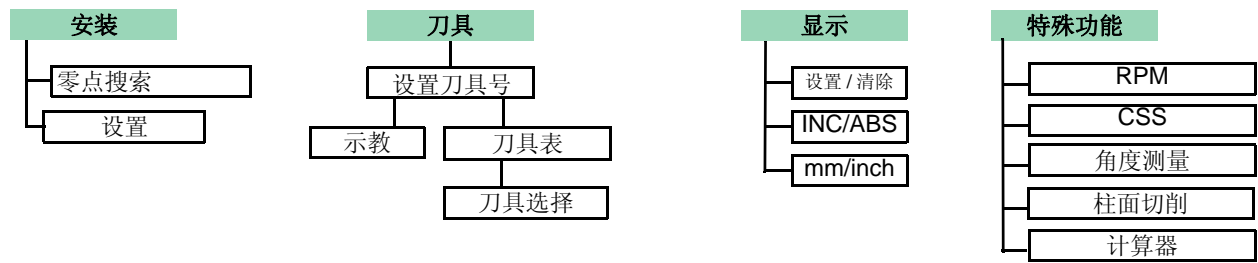 安装
零点搜索
设置
刀具
设置刀具号
示教
刀具表
刀具选择
显示
设置 / 清除
INC/ABS
mm/inch
特殊功能
RPM
CSS
角度测量
柱面切削
计算器